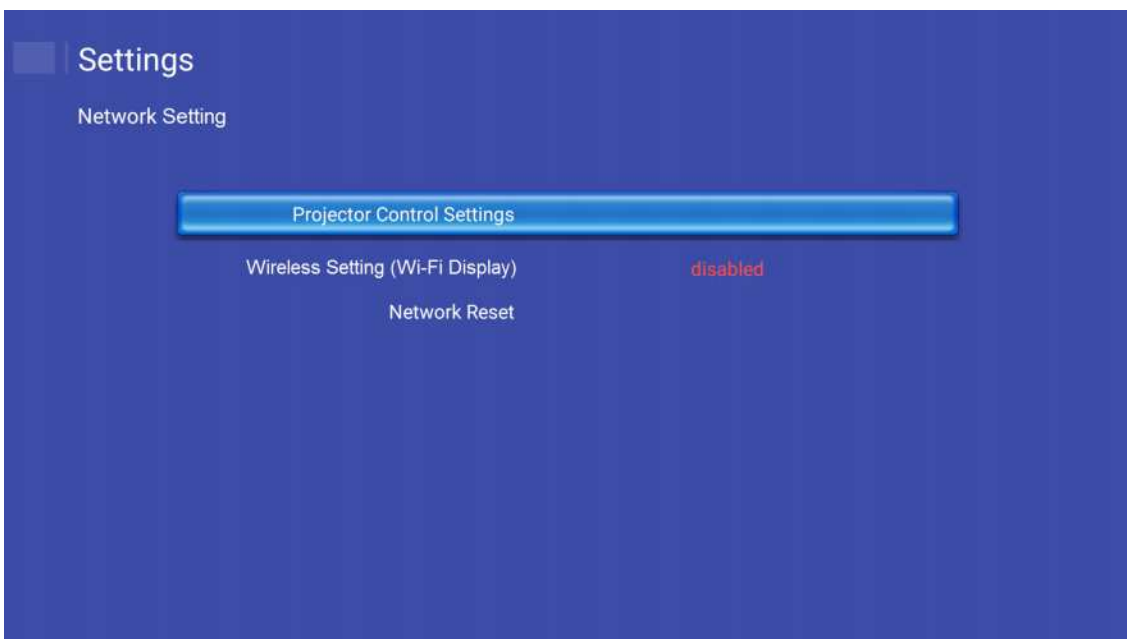 Settings
Network Setting
Projector Control Settings
Wireless Setting (Wi-Fi Display) disabled
Network Reset